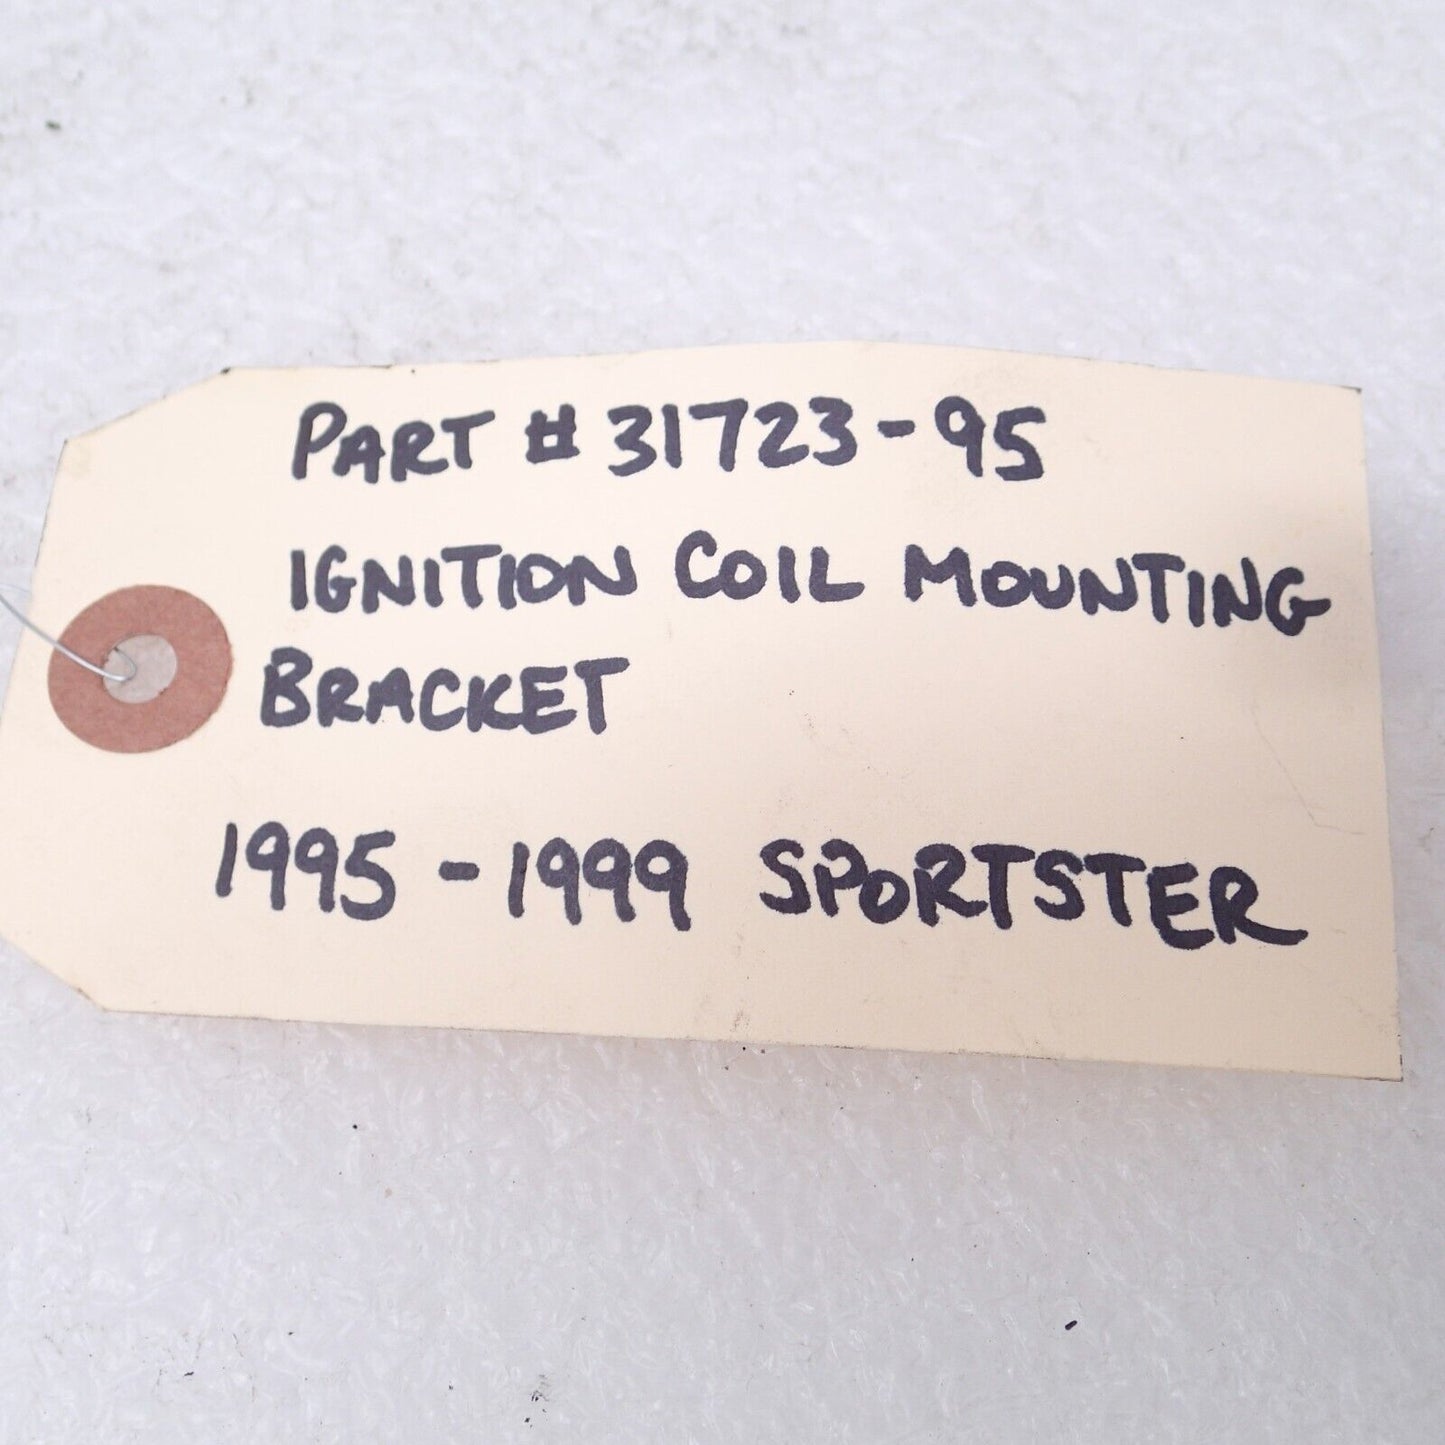 PART # 31723-95
IGNITION COIL MOUNTING
BRACKET
1995 - 1999 SPORTSTER